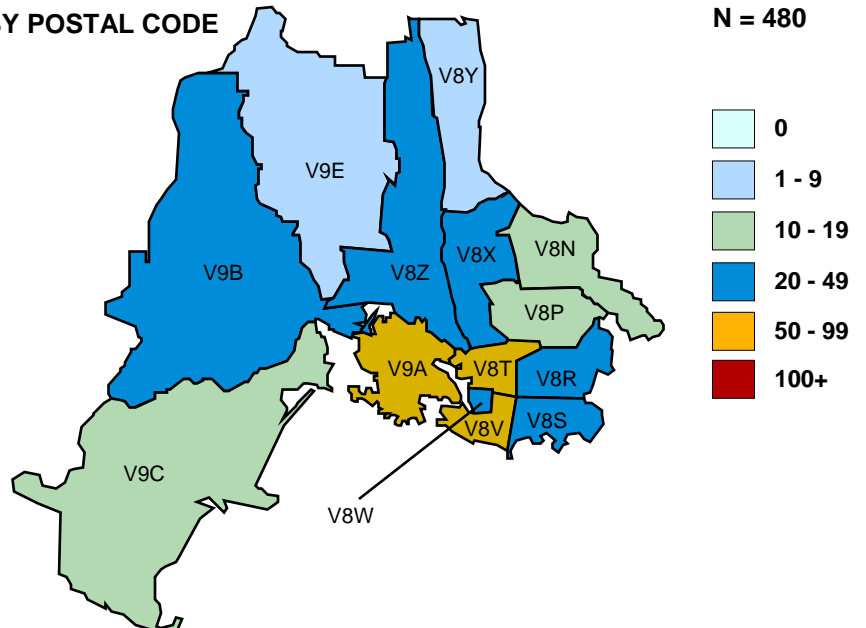 BY POSTAL CODE
N = 480
V8Y
0
1 - 9
V9E
10 - 19
V8N
V8X
V9B
V8Z
20 - 49
V8P
50 - 99
V9A
V8T
V8R
100+
V8S
V8V
V9C
V8W